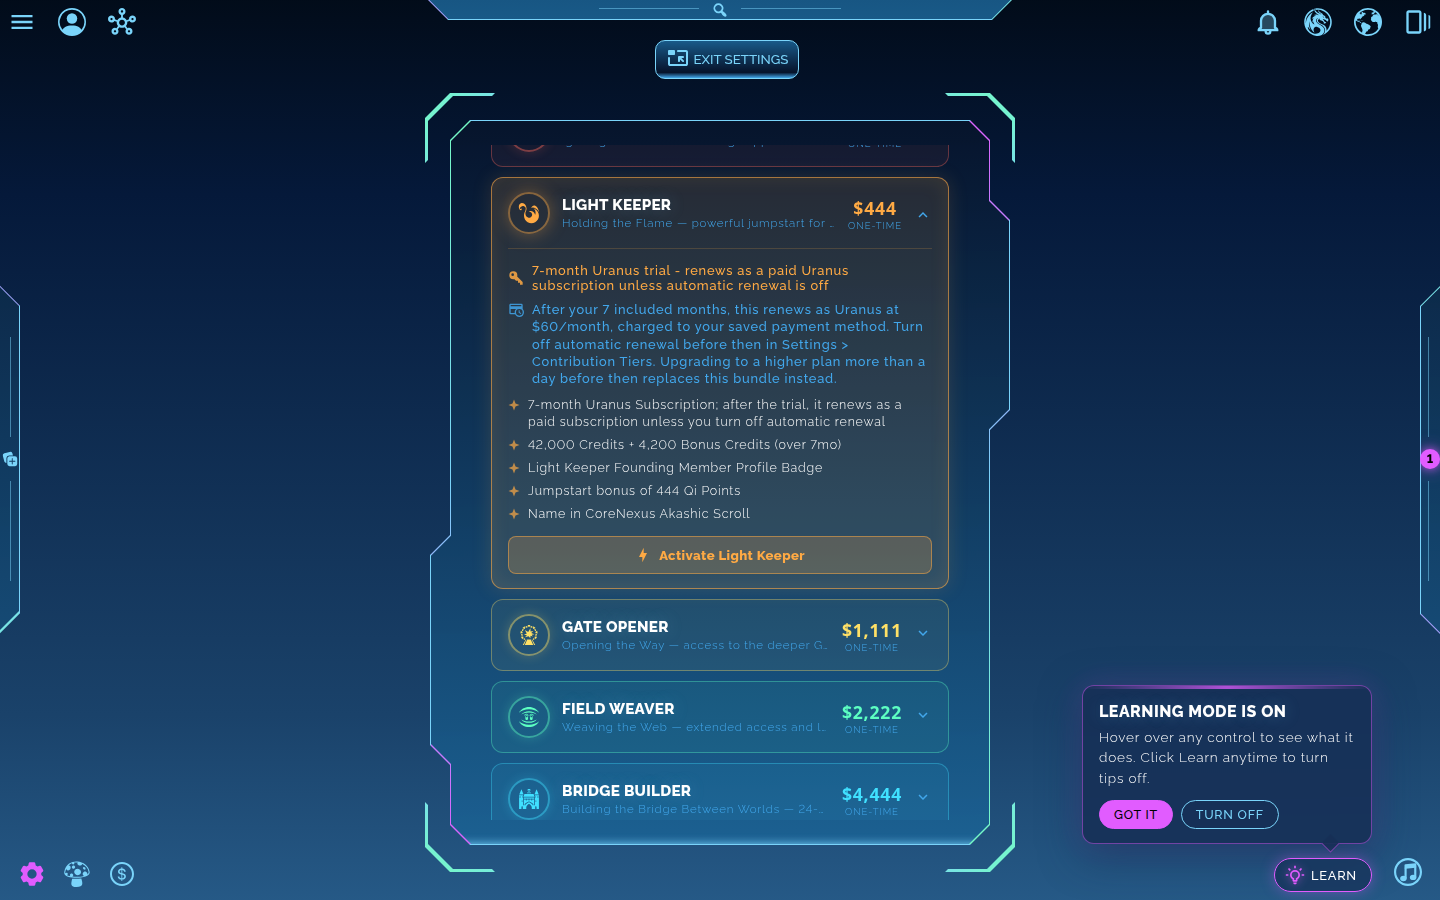 EXIT SETTINGS
ONE-TIME
LIGHT KEEPER
Holding the Flame — powerful jumpstart for ...
$444
ONE-TIME
7-month Uranus trial - renews as a paid Uranus
subscription unless automatic renewal is off
After your 7 included months, this renews as Uranus at
$60/month, charged to your saved payment method. Turn
off automatic renewal before then in Settings >
Contribution Tiers. Upgrading to a higher plan more than a
day before then replaces this bundle instead.
7-month Uranus Subscription; after the trial, it renews as a
paid subscription unless you turn off automatic renewal
42,000 Credits + 4,200 Bonus Credits (over 7mo)
Light Keeper Founding Member Profile Badge
Jumpstart bonus of 444 Qi Points
Name in CoreNexus Akashic Scroll
Activate Light Keeper
GATE OPENER
Opening the Way — access to the deeper G...
$1,111
ONE-TIME
FIELD WEAVER
Weaving the Web — extended access and l...
$2,222
ONE-TIME
BRIDGE BUILDER
Building the Bridge Between Worlds — 24-...
$4,444
ONE-TIME
1
LEARNING MODE IS ON
Hover over any control to see what it
does. Click Learn anytime to turn
tips off.
GOT IT
TURN OFF
LEARN